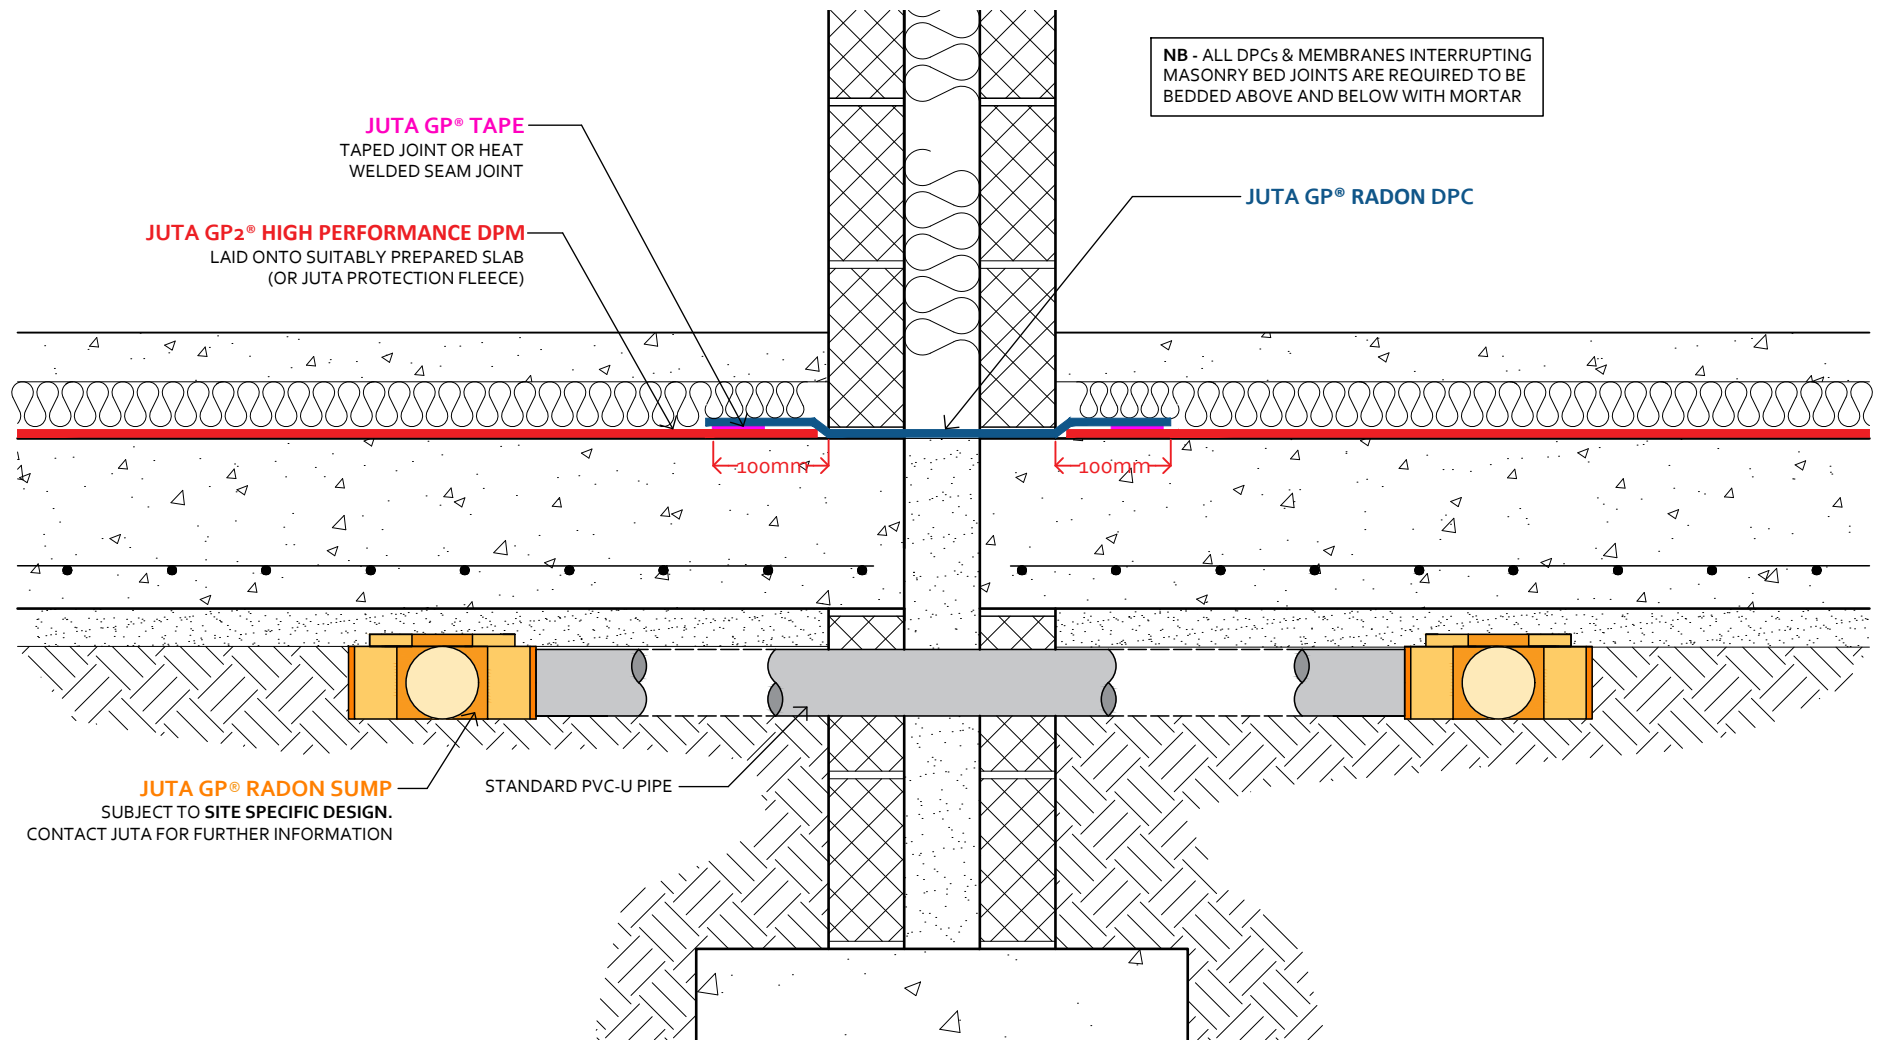 NB - ALL DPCs & MEMBRANES INTERRUPTING
MASONRY BED JOINTS ARE REQUIRED TO BE
BEDDED ABOVE AND BELOW WITH MORTAR
JUTA GP® TAPE
TAPED JOINT OR HEAT
WELDED SEAM JOINT
JUTA GP® RADON DPC
JUTA GP2® HIGH PERFORMANCE DPM
LAID ONTO SUITABLY PREPARED SLAB
(OR JUTA PROTECTION FLEECE)
100mm
100mm
JUTA GP® RADON SUMP
SUBJECT TO SITE SPECIFIC DESIGN.
CONTACT JUTA FOR FURTHER INFORMATION
STANDARD PVC-U PIPE